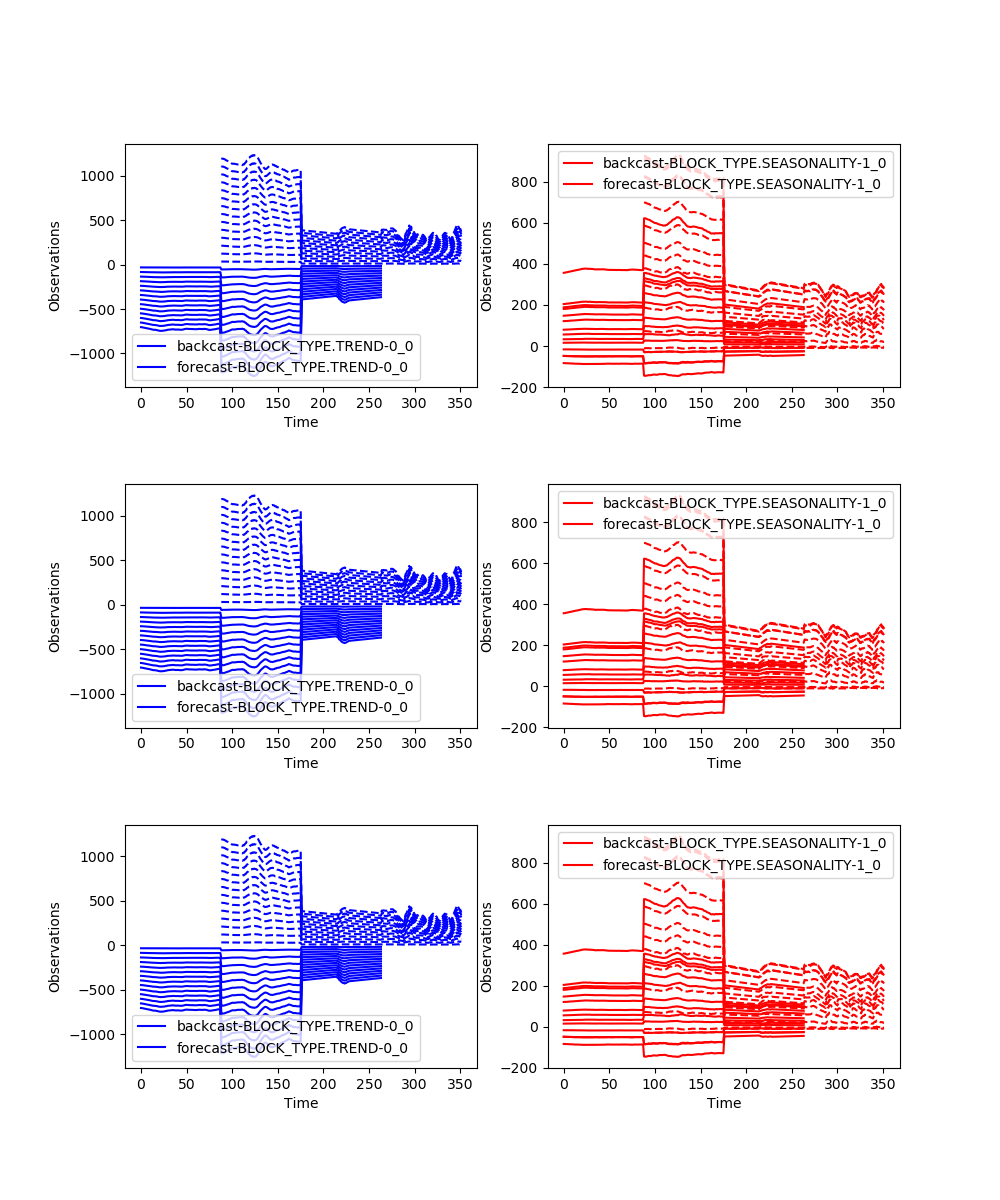 1000
500
0
−500
−1000
Observations
backcast-BLOCK_TYPE.TREND-0_0
forecast-BLOCK_TYPE.TREND-0_0
0 50 100 150 200 250 300 350
Time
800
600
400
200
0
−200
Observations
backcast-BLOCK_TYPE.SEASONALITY-1_0
forecast-BLOCK_TYPE.SEASONALITY-1_0
0 50 100 150 200 250 300 350
Time
1000
500
0
−500
−1000
Observations
backcast-BLOCK_TYPE.TREND-0_0
forecast-BLOCK_TYPE.TREND-0_0
0 50 100 150 200 250 300 350
Time
800
600
400
200
0
−200
Observations
backcast-BLOCK_TYPE.SEASONALITY-1_0
forecast-BLOCK_TYPE.SEASONALITY-1_0
0 50 100 150 200 250 300 350
Time
1000
500
0
−500
−1000
Observations
backcast-BLOCK_TYPE.TREND-0_0
forecast-BLOCK_TYPE.TREND-0_0
0 50 100 150 200 250 300 350
Time
800
600
400
200
0
−200
Observations
backcast-BLOCK_TYPE.SEASONALITY-1_0
forecast-BLOCK_TYPE.SEASONALITY-1_0
0 50 100 150 200 250 300 350
Time